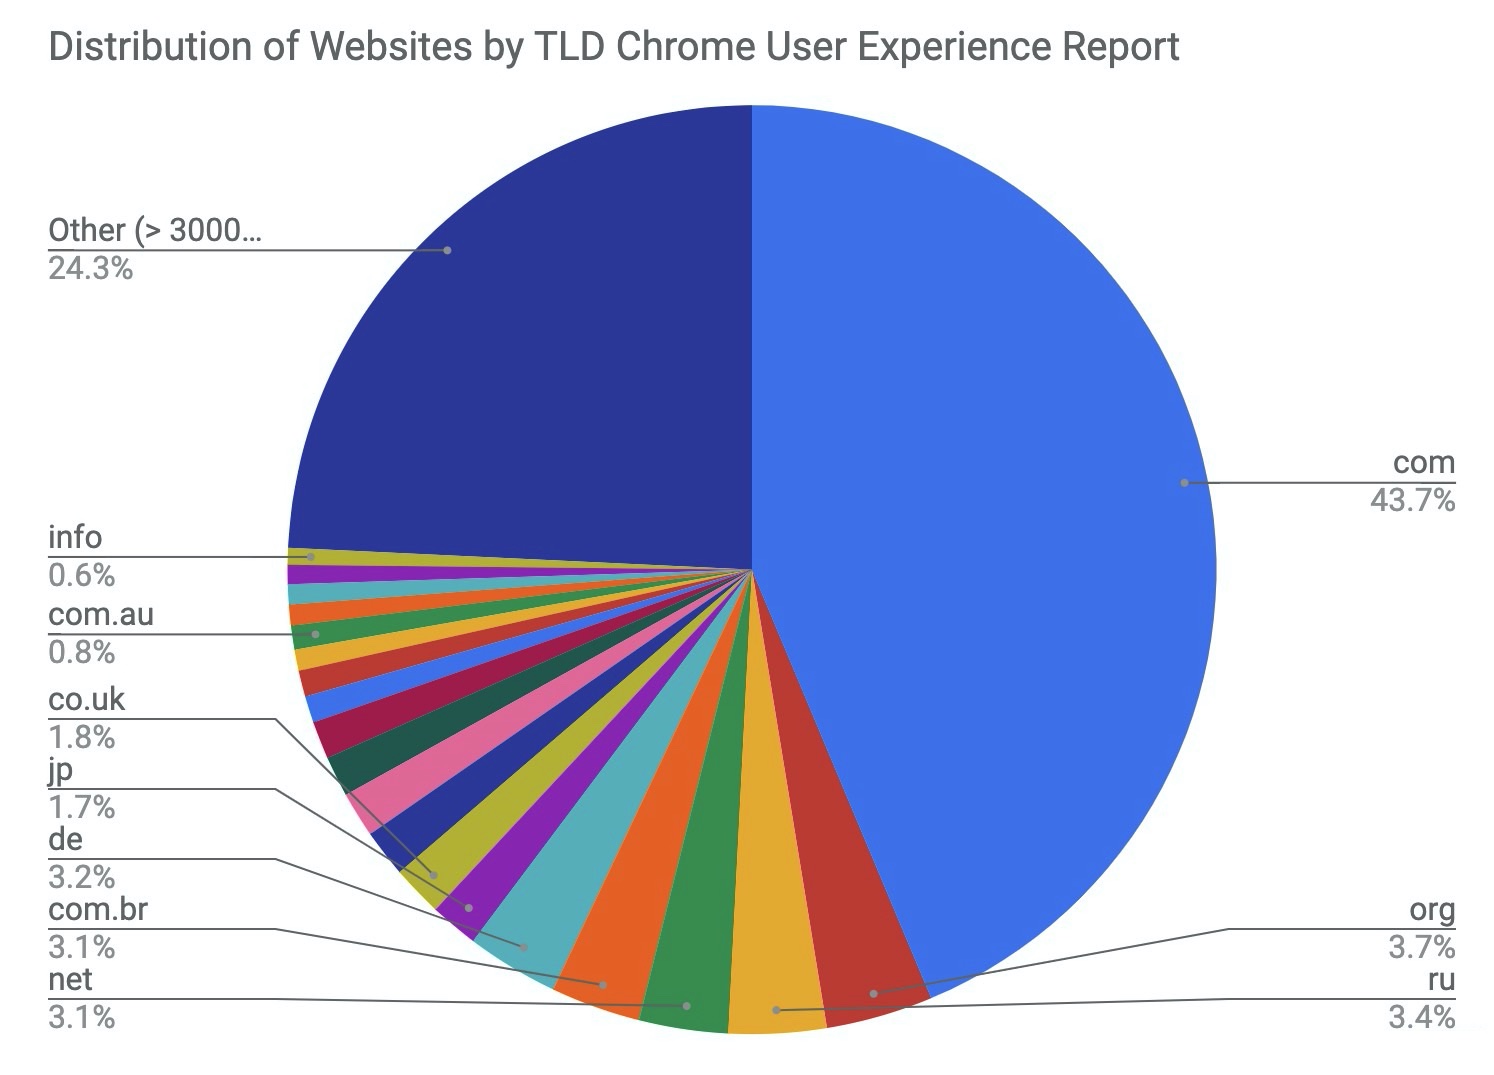 Distribution of Websites by TLD Chrome User Experience Report
Other (> 3000…
24.3%
info
0.6%
com.au
0.8%
co.uk
1.8%
jp
1.7%
de
3.2%
com.br
3.1%
net
3.1%
com
43.7%
org
3.7%
ru
3.4%